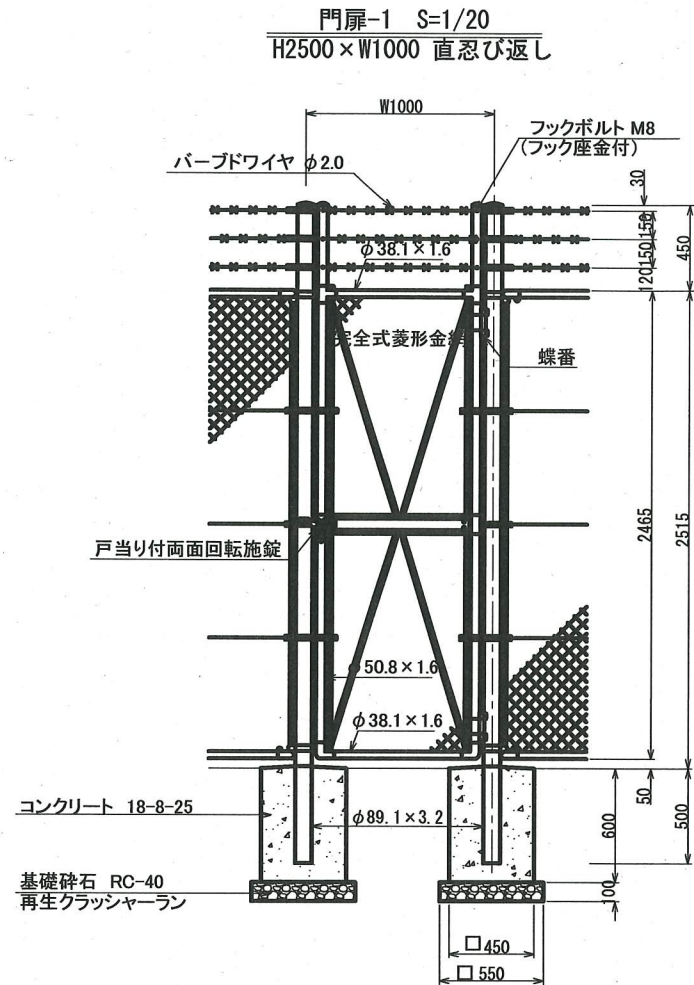 門扉-1 S=1/20
H2500×W1000 直忍び返し
W1000
フックボルト M8
(フック座金付)
バーブドワイヤ φ2.0
30
150
150
120
450
φ38.1×1.6
完全式菱形金網
蝶番
2465
2515
戸当り付両面回転施錠
50.8×1.6
φ38.1×1.6
コンクリート 18-8-25
φ89.1×3.2
50
500
600
100
基礎砕石 RC-40
再生クラッシャーラン
□450
□550